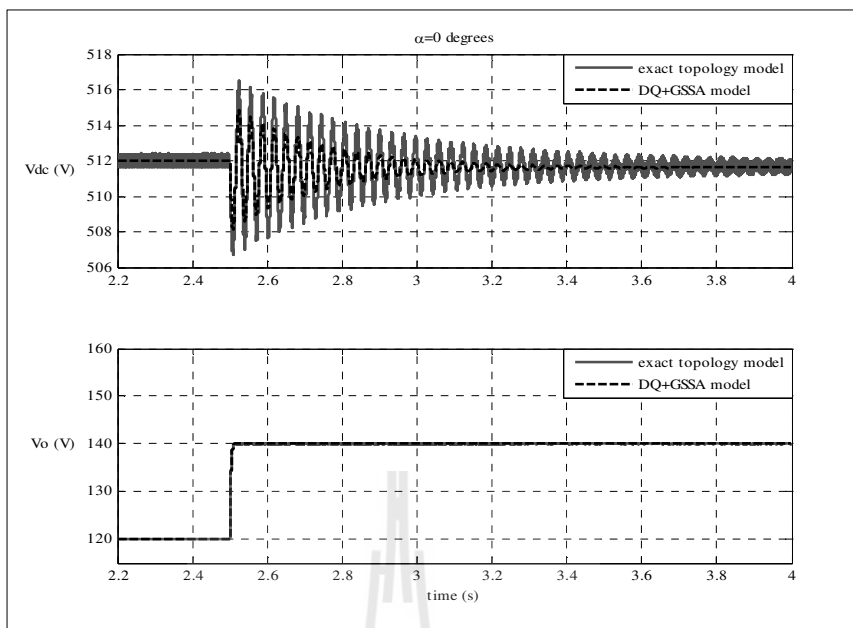 α=0 degrees
518
516
514
512
510
508
506
Vdc (V)
exact topology model
DQ+GSSA model
2.2 2.4 2.6 2.8 3 3.2 3.4 3.6 3.8 4
160
150
140
130
120
Vo (V)
exact topology model
DQ+GSSA model
2.2 2.4 2.6 2.8 3 3.2 3.4 3.6 3.8 4
time (s)